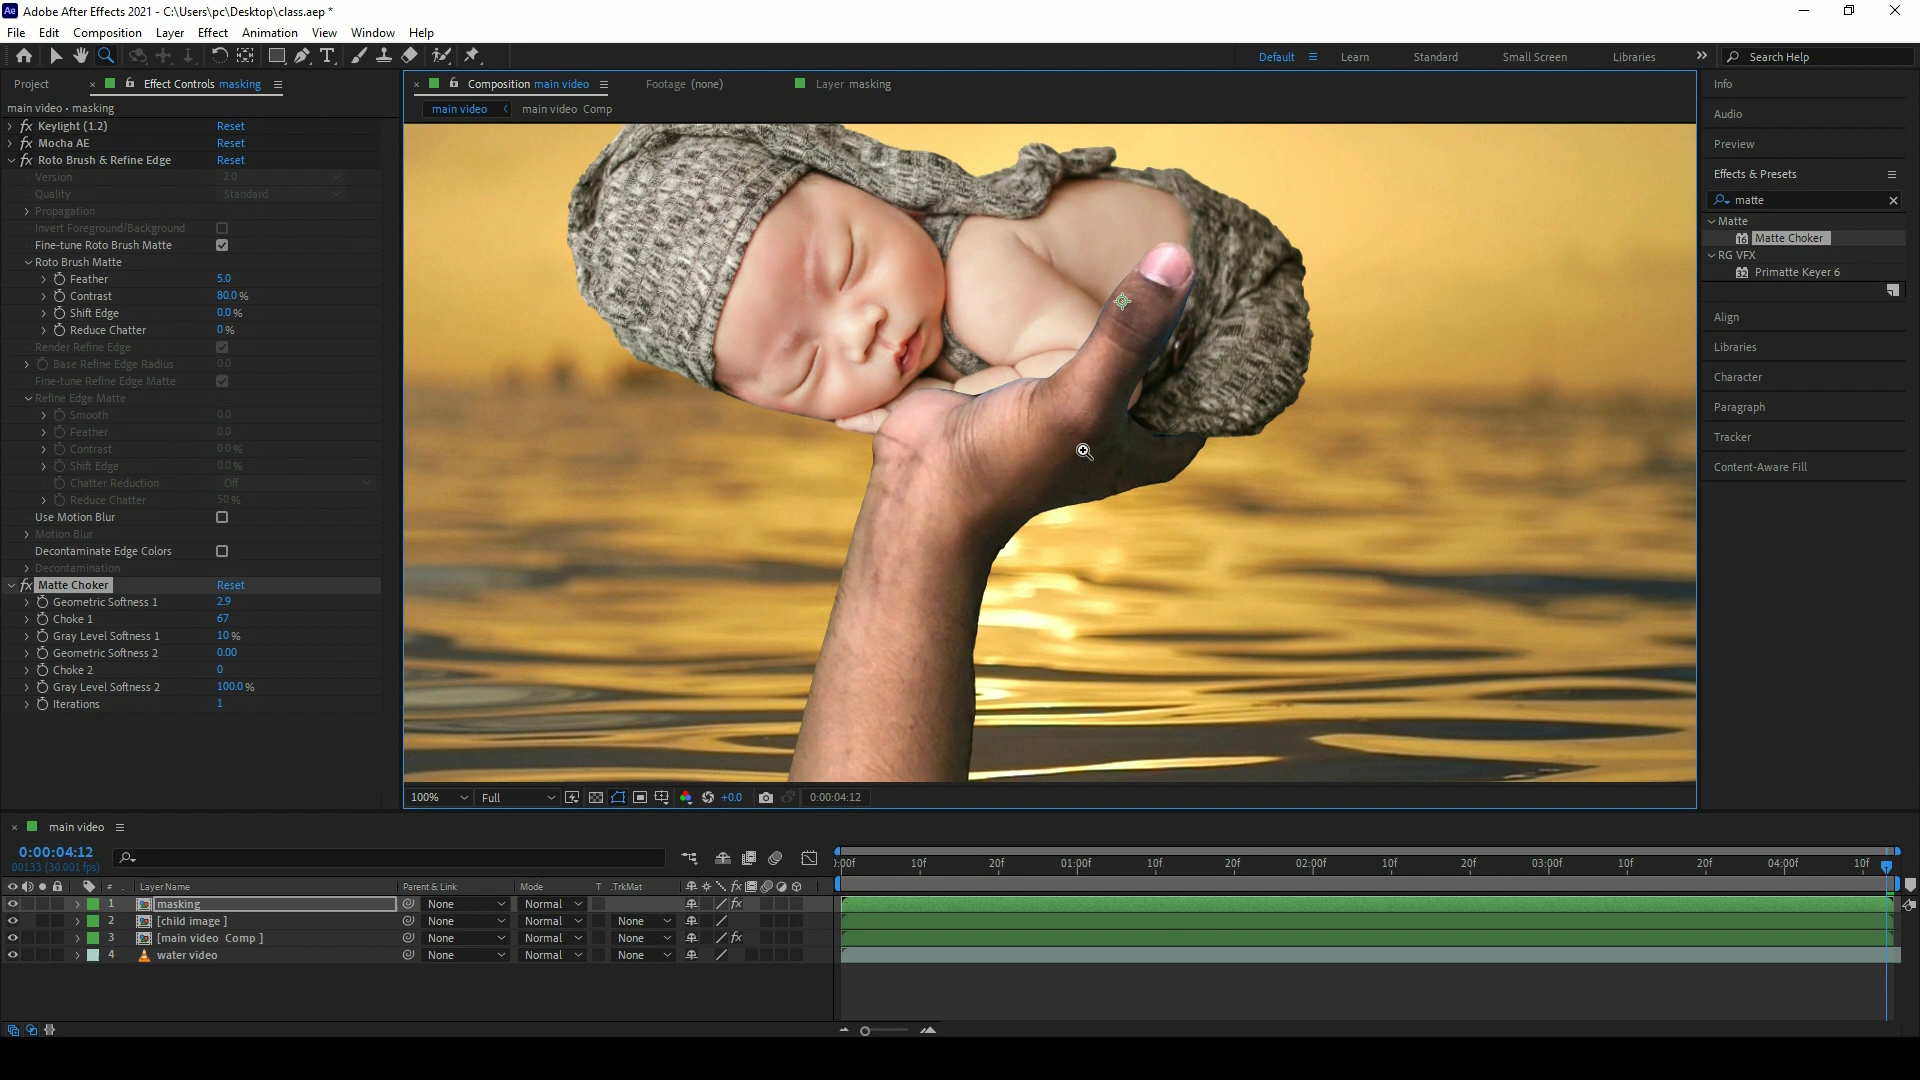 Ae Adobe After Effects 2021 - C:\Users\pc\Desktop\class.aep *
File Edit Composition Layer Effect Animation View Window Help
Default Learn Standard Small Screen Libraries Search Help
Project Effect Controls masking
main video • masking
Keylight (1.2) Reset
Mocha AE Reset
Roto Brush & Refine Edge Reset
Version 2.0
Quality Standard
Propagation
Invert Foreground/Background
Fine-tune Roto Brush Matte
Roto Brush Matte
Feather 5.0
Contrast 80.0 %
Shift Edge 0.0 %
Reduce Chatter 0 %
Render Refine Edge
Base Refine Edge Radius 0.0
Fine-tune Refine Edge Matte
Refine Edge Matte
Smooth 0.0
Feather 0.0
Contrast 0.0 %
Shift Edge 0.0 %
Chatter Reduction Off
Reduce Chatter 50 %
Use Motion Blur
Motion Blur
Decontaminate Edge Colors
Decontamination
Matte Choker Reset
Geometric Softness 1 2.9
Choke 1 67
Gray Level Softness 1 10 %
Geometric Softness 2 0.00
Choke 2 0
Gray Level Softness 2 100.0 %
Iterations 1
Composition main video Footage (none) Layer masking
main video main video Comp
100% Full +0.0 0:00:04:12
Info
Audio
Preview
Effects & Presets
matte
Matte
16 Matte Choker
RG VFX
32 Primatte Keyer 6
Align
Libraries
Character
Paragraph
Tracker
Content-Aware Fill
main video
0:00:04:12
00133 (30.001 fps)
# Layer Name Parent & Link Mode T .TrkMat
1 masking None Normal
2 [child image ] None Normal None
3 [main video Comp ] None Normal None
4 water video None Normal None
):00f 10f 20f 01:00f 10f 20f 02:00f 10f 20f 03:00f 10f 20f 04:00f 10f